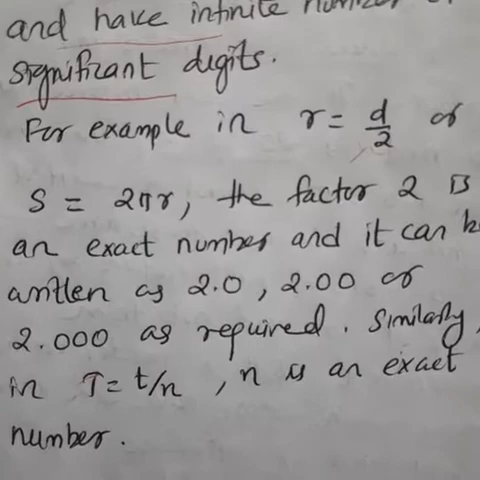 and have infinite number
significant digits.
For example in r = d/2 or
S = 2πr, the factor 2 is
an exact number and it can
written as 2.0, 2.00 or
2.000 as required. Similarly,
in T = t/n, n is an exact
number.